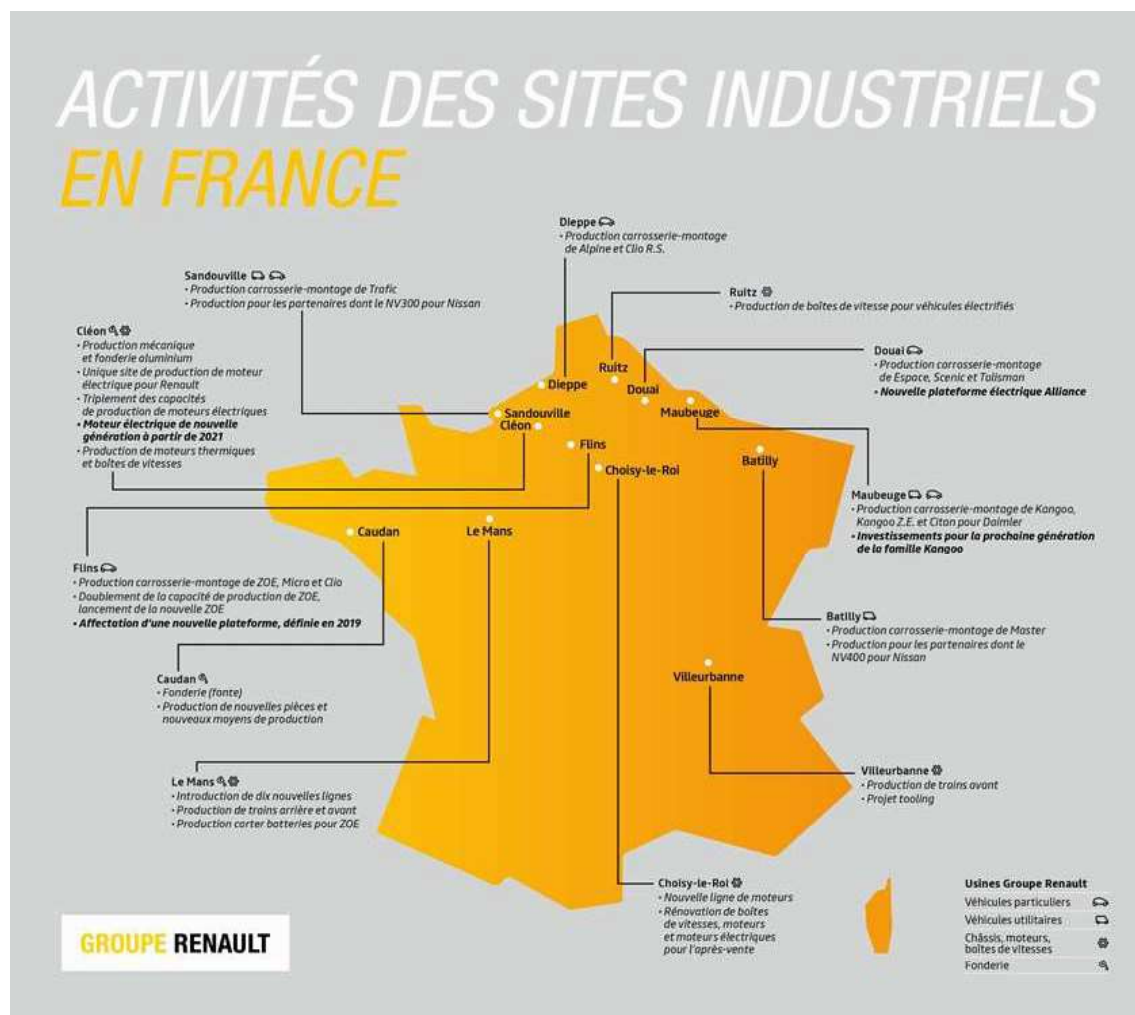 ACTIVITÉS DES SITES INDUSTRIELS
EN FRANCE
Dieppe
• Production carrosserie-montage
de Alpine et Clio R.S.
Sandouville
• Production carrosserie-montage de Trafic
• Production pour les partenaires dont le NV300 pour Nissan
Ruitz
• Production de boîtes de vitesse pour véhicules électrifiés
Cléon
• Production mécanique
et fonderie aluminium
• Unique site de production de moteur
électrique pour Renault
• Triplement des capacités
de production de moteurs électriques
• Moteur électrique de nouvelle
génération à partir de 2021
• Production de moteurs thermiques
et boîtes de vitesses
Douai
• Production carrosserie-montage
de Espace, Scenic et Talisman
• Nouvelle plateforme électrique Alliance
Ruitz
Dieppe
Douai
Maubeuge
Sandouville
Cléon
Flins
Batilly
Choisy-le-Roi
Caudan
Le Mans
Villeurbanne
Maubeuge
• Production carrosserie-montage de Kangoo,
Kangoo Z.E. et Citan pour Daimler
• Investissements pour la prochaine génération
de la famille Kangoo
Flins
• Production carrosserie-montage de ZOE, Micra et Clio
• Doublement de la capacité de production de ZOE,
lancement de la nouvelle ZOE
• Affectation d'une nouvelle plateforme, définie en 2019
Batilly
• Production carrosserie-montage de Master
• Production pour les partenaires dont le
NV400 pour Nissan
Caudan
• Fonderie (fonte)
• Production de nouvelles pièces et
nouveaux moyens de production
Le Mans
• Introduction de dix nouvelles lignes
• Production de trains arrière et avant
• Production carter batteries pour ZOE
Villeurbanne
• Production de trains avant
• Projet tooling
Choisy-le-Roi
• Nouvelle ligne de moteurs
• Rénovation de boîtes
de vitesses, moteurs
et moteurs électriques
pour l'après-vente
Usines Groupe Renault
Véhicules particuliers
Véhicules utilitaires
Châssis, moteurs,
boîtes de vitesses
Fonderie
GROUPE RENAULT